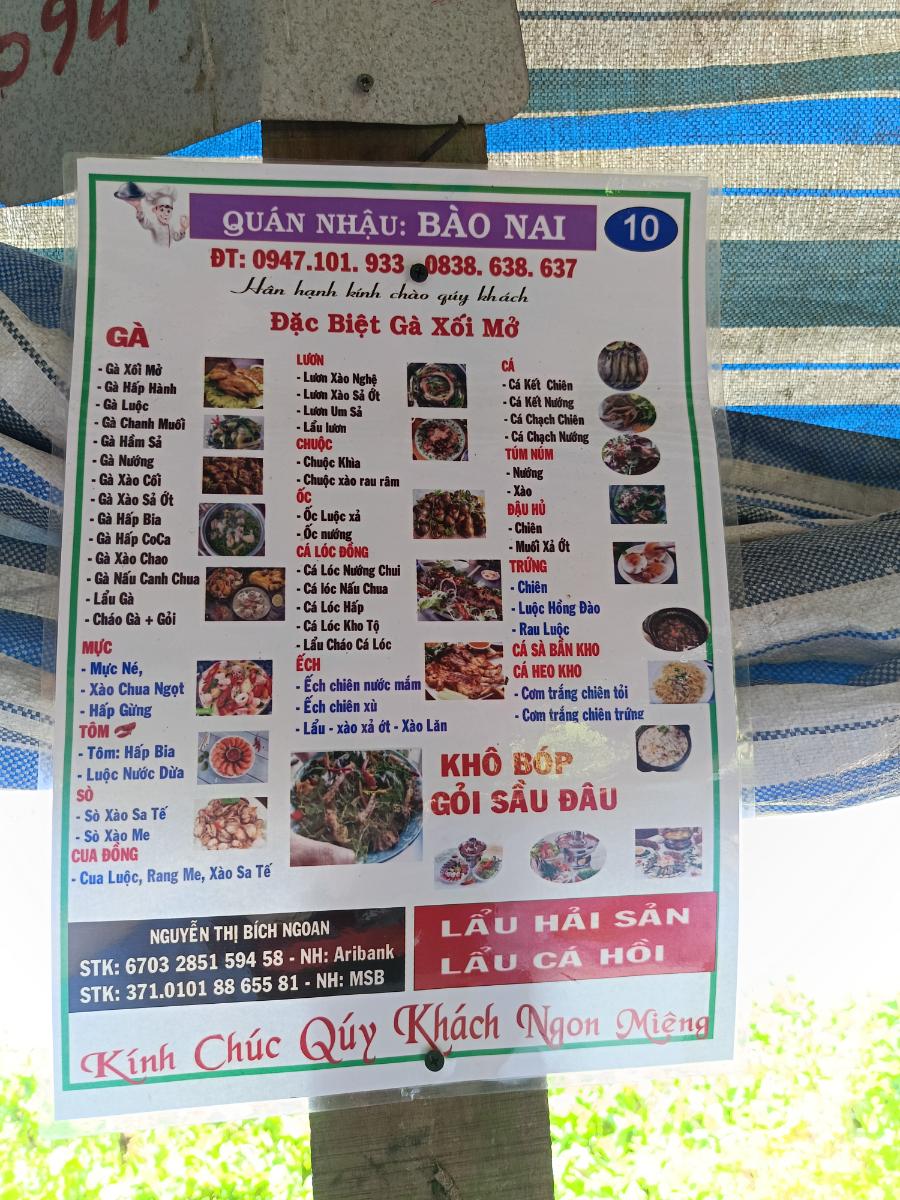 094
QUÁN NHẬU: BÀO NAI
10
ĐT: 0947.101. 933 0838. 638. 637
Hân hạnh kính chào qúy khách
Đặc Biệt Gà Xối Mở
GÀ
- Gà Xối Mở
- Gà Hấp Hành
- Gà Luộc
- Gà Chanh Muối
- Gà Hầm Sả
- Gà Nướng
- Gà Xào Cối
- Gà Xào Sả Ớt
- Gà Hấp Bia
- Gà Hấp CoCa
- Gà Xào Chao
- Gà Nấu Canh Chua
- Lẩu Gà
- Cháo Gà + Gỏi
MỰC
- Mực Né,
- Xào Chua Ngọt
- Hấp Gừng
TÔM
- Tôm: Hấp Bia
- Luộc Nước Dừa
SÒ
- Sò Xào Sa Tế
- Sò Xào Me
CUA ĐỒNG
- Cua Luộc, Rang Me, Xào Sa Tế
LƯƠN
- Lươn Xào Nghệ
- Lươn Xào Sả Ớt
- Lươn Um Sả
- Lẩu lươn
CHUỘC
- Chuộc Khìa
- Chuộc xào rau râm
ỐC
- Ốc Luộc xả
- Ốc nướng
CÁ LÓC ĐỒNG
- Cá Lóc Nướng Chui
- Cá lóc Nấu Chua
- Cá Lóc Hấp
- Cá Lóc Kho Tộ
- Lẩu Cháo Cá Lóc
ẾCH
- Ếch chiên nước mắm
- Ếch chiên xù
- Lẩu - xào xả ớt - Xào Lăn
CÁ
- Cá Kết Chiên
- Cá Kết Nướng
- Cá Chạch Chiên
- Cá Chạch Nướng
TÚM NÚM
- Nướng
- Xào
ĐẬU HỦ
- Chiên
- Muối Xả Ớt
TRỨNG
- Chiên
- Luộc Hồng Đào
- Rau Luộc
CÁ SÀ BẦN KHO
CÁ HEO KHO
- Cơm trắng chiên tỏi
- Cơm trắng chiên trứng
KHÔ BÓP
GỎI SẦU ĐÂU
NGUYỄN THỊ BÍCH NGOAN
STK: 6703 2851 594 58 - NH: Aribank
STK: 371.0101 88 655 81 - NH: MSB
LẨU HẢI SẢN
LẨU CÁ HỒI
Kính Chúc Qúy Khách Ngon Miệng